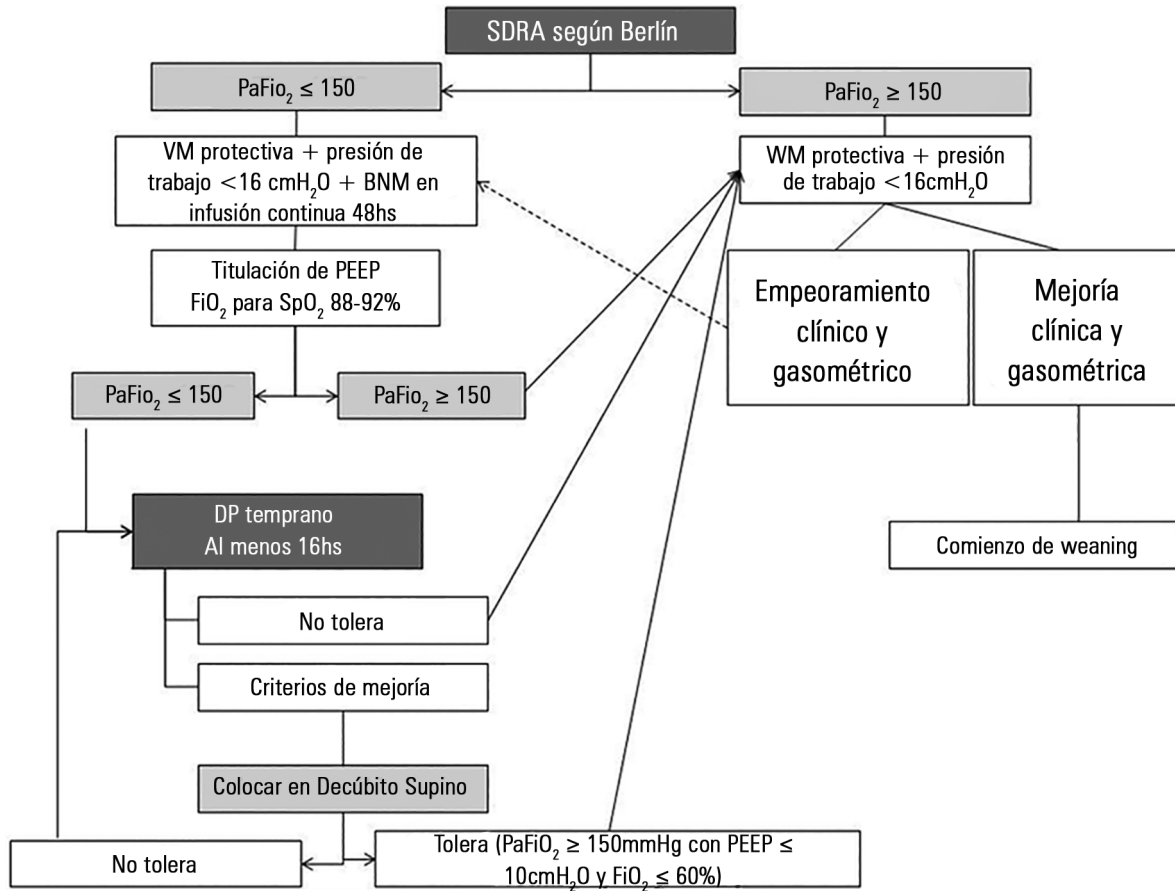 SDRA según Berlín
PaFio₂ ≤ 150
PaFio₂ ≥ 150
VM protectiva + presión de
trabajo <16 cmH₂O + BNM en
infusión continua 48hs
WM protectiva + presión
de trabajo <16cmH₂O
Titulación de PEEP
FiO₂ para SpO₂ 88-92%
Empeoramiento
clínico y
gasométrico
Mejoría
clínica y
gasométrica
PaFio₂ ≤ 150
PaFio₂ ≥ 150
DP temprano
Al menos 16hs
Comienzo de weaning
No tolera
Criterios de mejoría
Colocar en Decúbito Supino
No tolera
Tolera (PaFiO₂ ≥ 150mmHg con PEEP ≤
10cmH₂O y FiO₂ ≤ 60%)